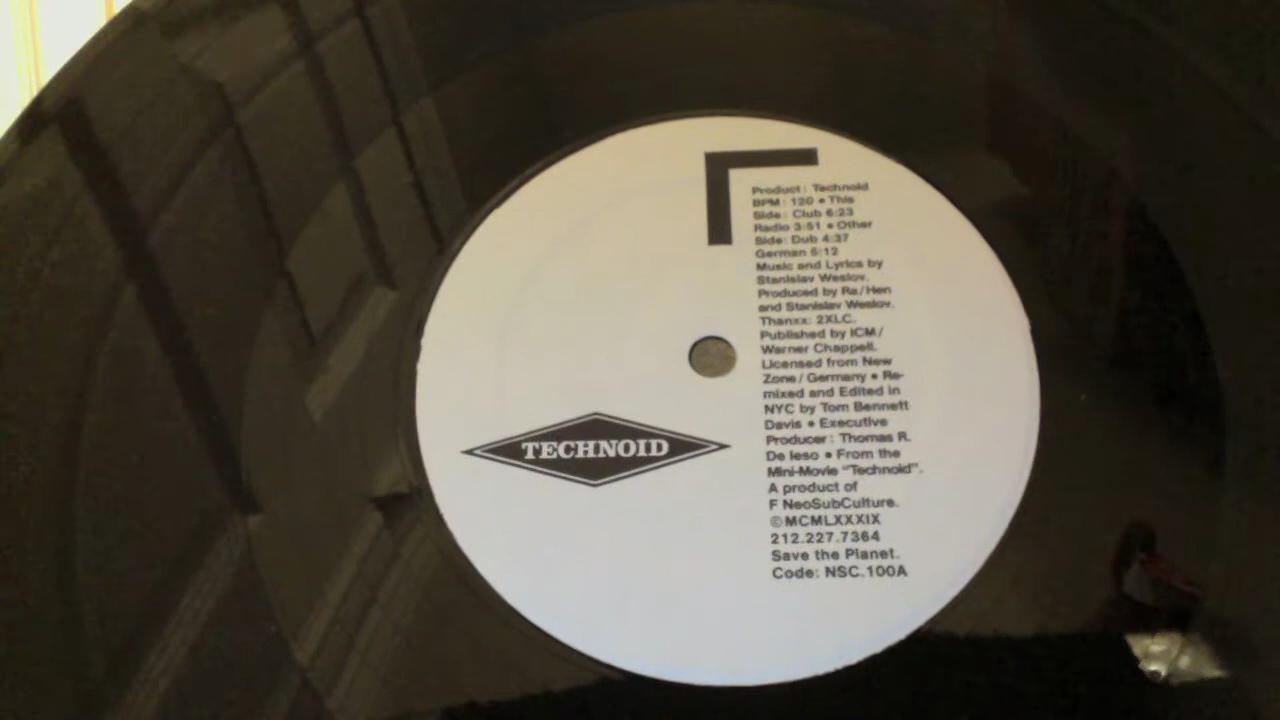 Product: Technoid
BPM: 120 • This
Side: Club 6:23
Radio 3:51 • Other
Side: Dub 4:37
German 5:12
Music and Lyrics by
Stanislav Weslov.
Produced by Ra/Hen
and Stanislav Weslov.
Thanxx: 2XLC.
Published by ICM/
Warner Chappell.
Licensed from New
Zone/Germany • Re-
mixed and Edited in
NYC by Tom Bennett
Davis • Executive
Producer: Thomas R.
De Ieso • From the
Mini-Movie "Technoid".
A product of
F NeoSubCulture.
©MCMLXXXIX
212.227.7364
Save the Planet.
Code: NSC.100A
TECHNOID